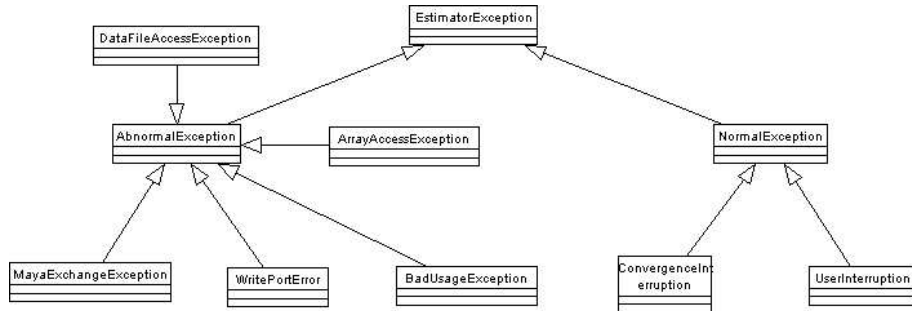 EstimatorException
DataFileAccessException
AbnormalException
ArrayAccessException
NormalException
MayaExchangeException
WritePortError
BadUsageException
ConvergenceInt
erruption
UserInterruption